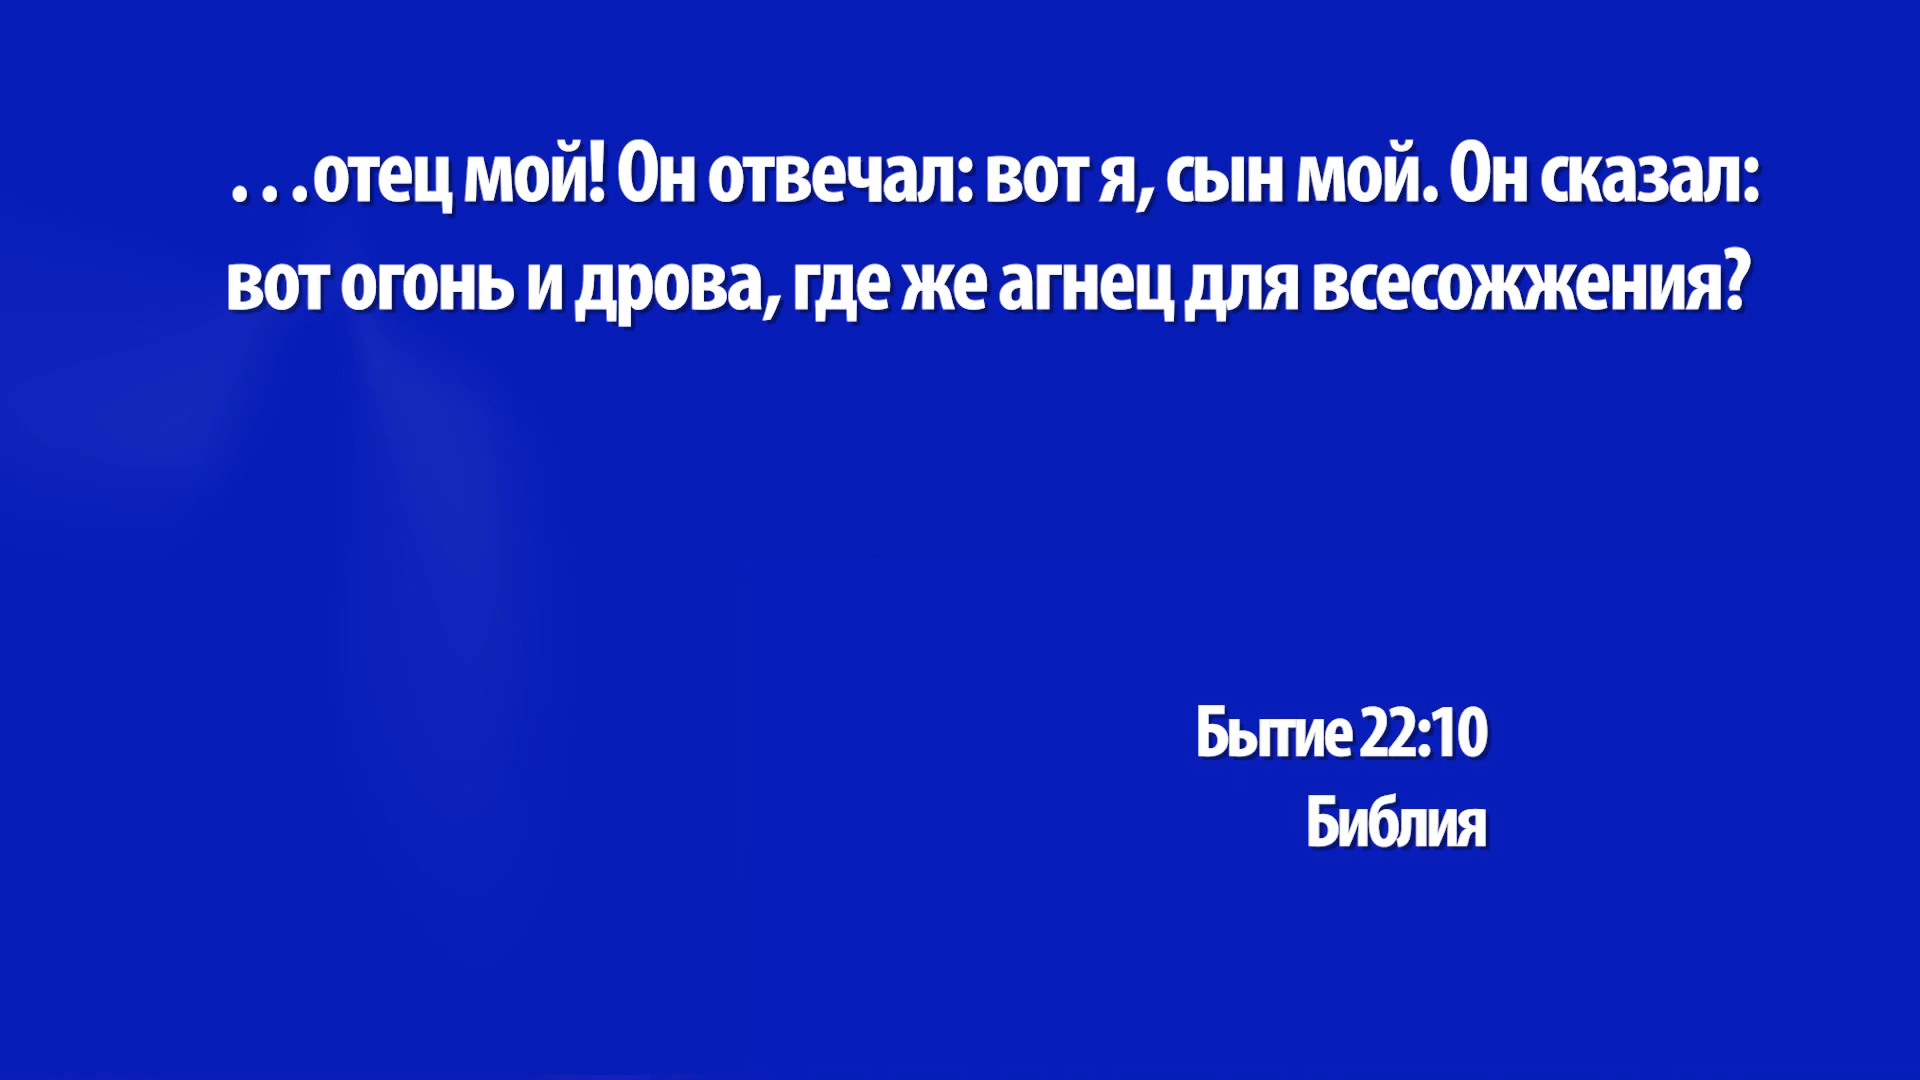 …отец мой! Он отвечал: вот я, сын мой. Он сказал:
вот огонь и дрова, где же агнец для всесожжения?
Бытие 22:10
Библия